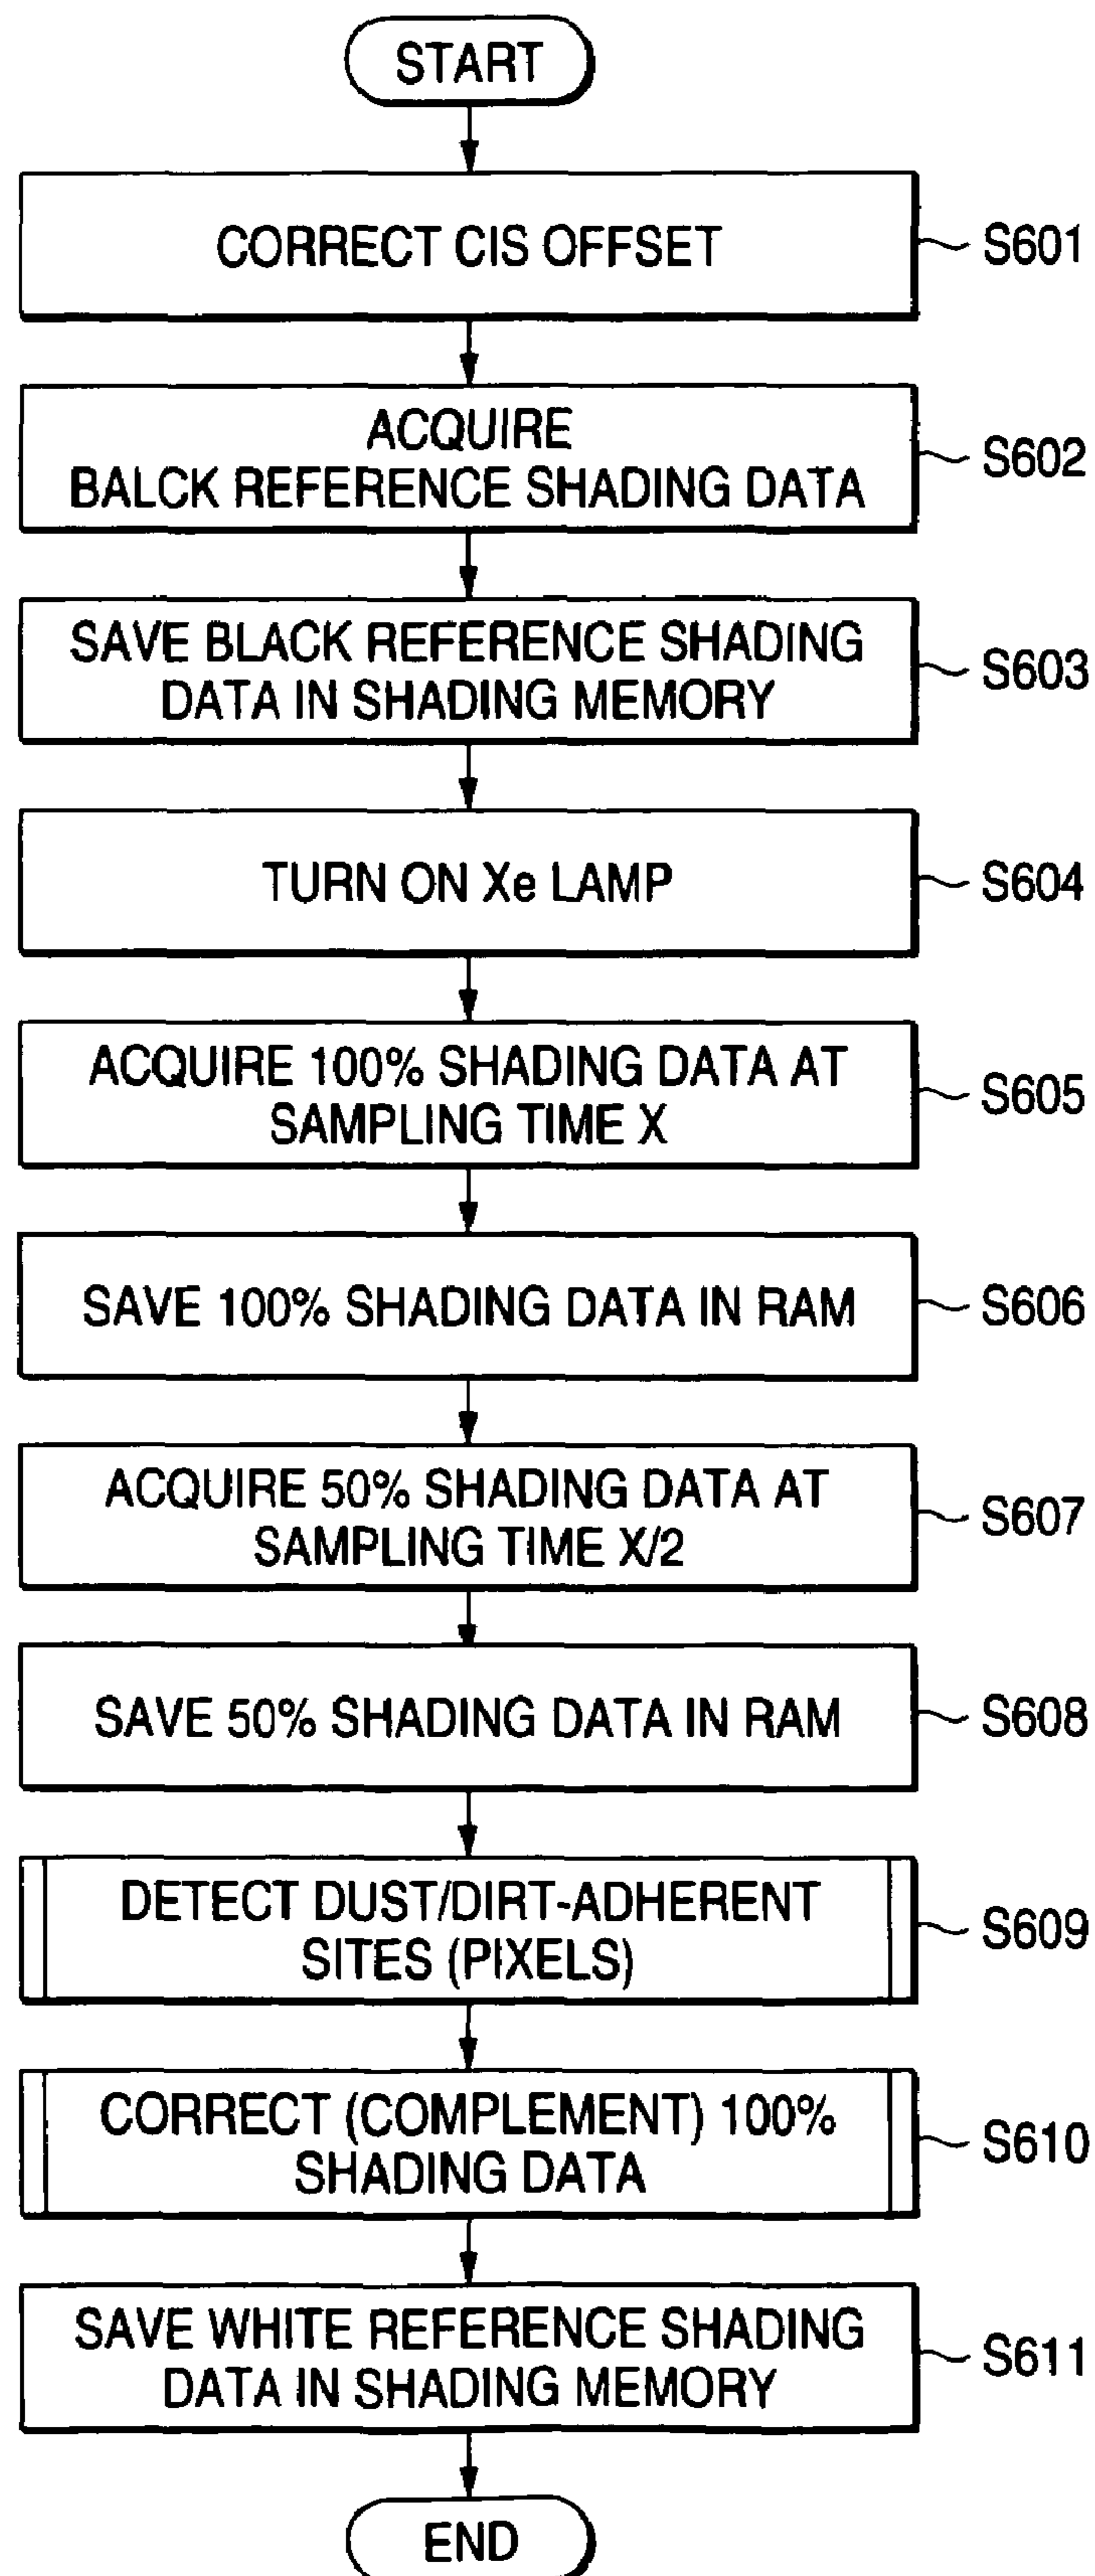 START
CORRECT CIS OFFSET
S601
ACQUIRE
BALCK REFERENCE SHADING DATA
S602
SAVE BLACK REFERENCE SHADING
DATA IN SHADING MEMORY
S603
TURN ON Xe LAMP
S604
ACQUIRE 100% SHADING DATA AT
SAMPLING TIME X
S605
SAVE 100% SHADING DATA IN RAM
S606
ACQUIRE 50% SHADING DATA AT
SAMPLING TIME X/2
S607
SAVE 50% SHADING DATA IN RAM
S608
DETECT DUST/DIRT-ADHERENT
SITES (PIXELS)
S609
CORRECT (COMPLEMENT) 100%
SHADING DATA
S610
SAVE WHITE REFERENCE SHADING
DATA IN SHADING MEMORY
S611
END